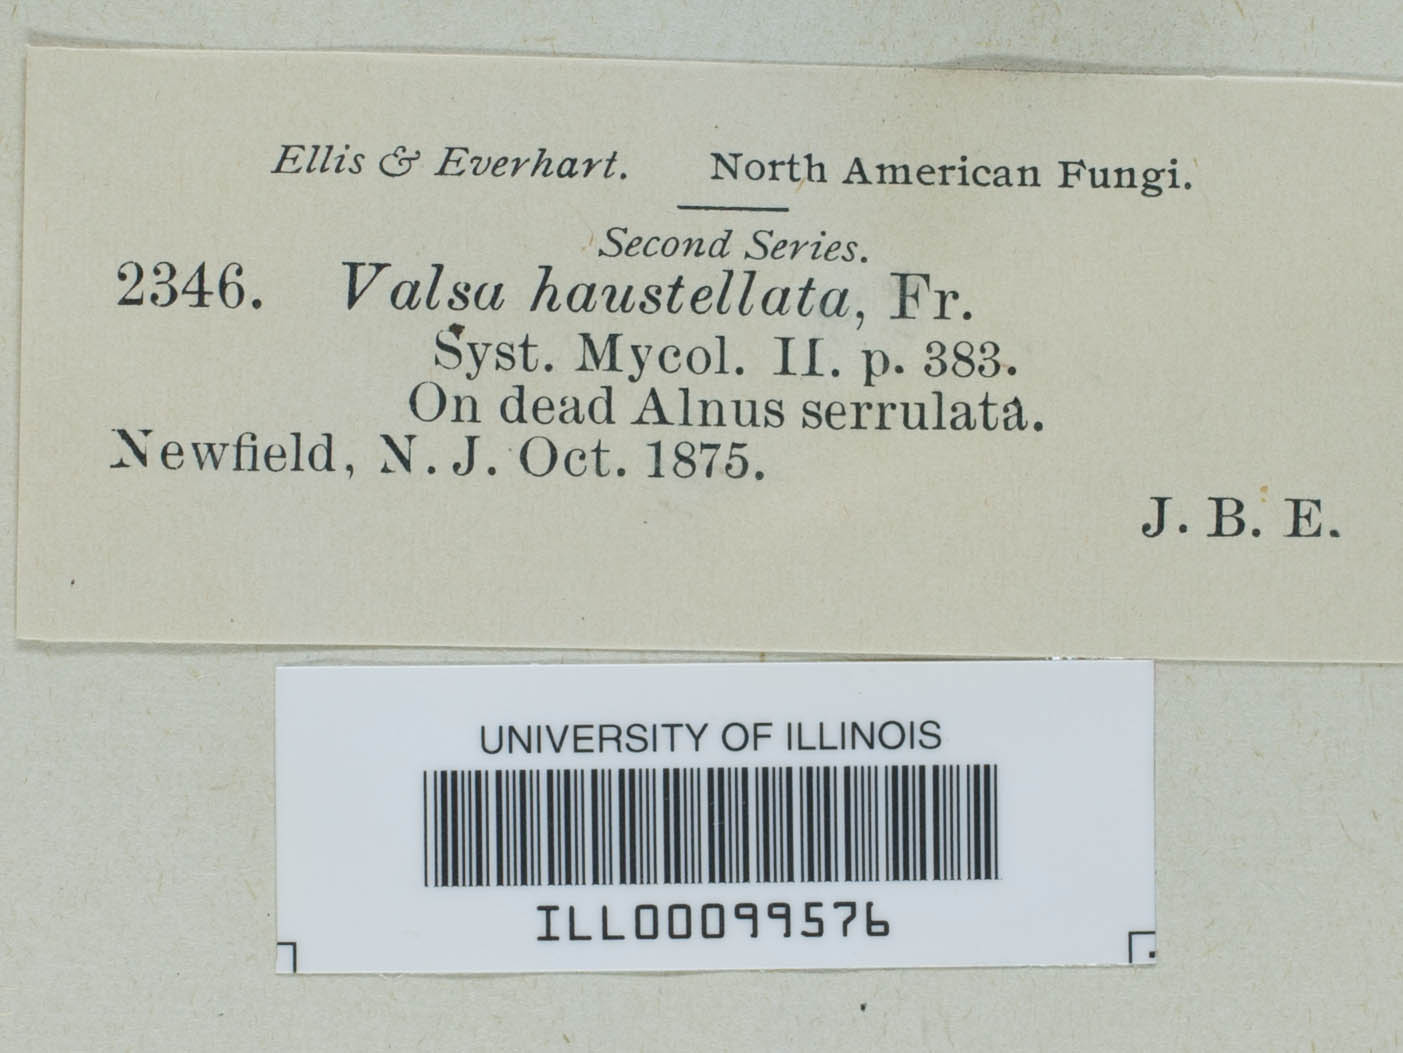 Ellis & Everhart. North American Fungi.
Second Series.
2346. Valsa haustellata, Fr.
Syst. Mycol. II. p. 383.
On dead Alnus serrulata.
Newfield, N. J. Oct. 1875.
J. B. E.
UNIVERSITY OF ILLINOIS
ILL00099576